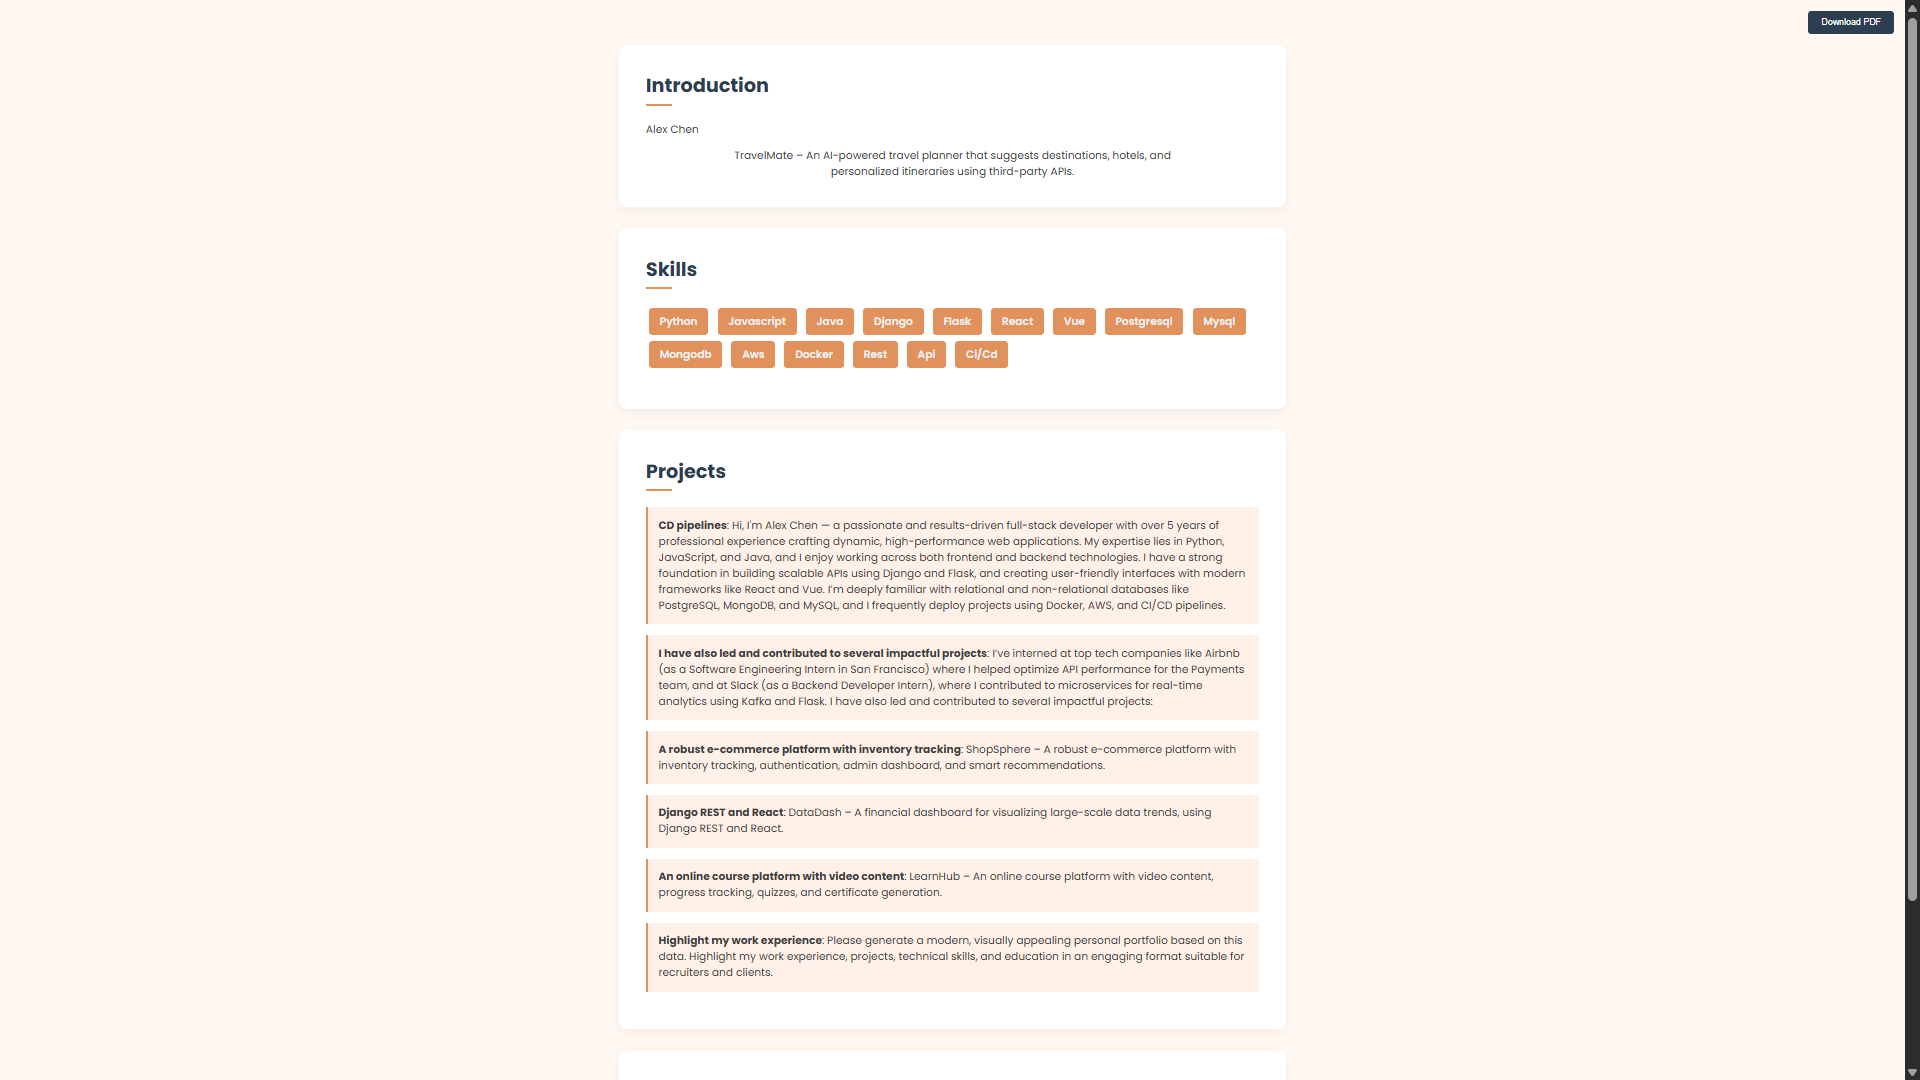 Download PDF
Introduction
Alex Chen
TravelMate – An AI-powered travel planner that suggests destinations, hotels, and
personalized itineraries using third-party APIs.
Skills
Python Javascript Java Django Flask React Vue Postgresql Mysql
Mongodb Aws Docker Rest Api Ci/Cd
Projects
CD pipelines: Hi, I'm Alex Chen — a passionate and results-driven full-stack developer with over 5 years of
professional experience crafting dynamic, high-performance web applications. My expertise lies in Python,
JavaScript, and Java, and I enjoy working across both frontend and backend technologies. I have a strong
foundation in building scalable APIs using Django and Flask, and creating user-friendly interfaces with modern
frameworks like React and Vue. I'm deeply familiar with relational and non-relational databases like
PostgreSQL, MongoDB, and MySQL, and I frequently deploy projects using Docker, AWS, and CI/CD pipelines.
I have also led and contributed to several impactful projects: I've interned at top tech companies like Airbnb
(as a Software Engineering Intern in San Francisco) where I helped optimize API performance for the Payments
team, and at Slack (as a Backend Developer Intern), where I contributed to microservices for real-time
analytics using Kafka and Flask. I have also led and contributed to several impactful projects:
A robust e-commerce platform with inventory tracking: ShopSphere – A robust e-commerce platform with
inventory tracking, authentication, admin dashboard, and smart recommendations.
Django REST and React: DataDash – A financial dashboard for visualizing large-scale data trends, using
Django REST and React.
An online course platform with video content: LearnHub – An online course platform with video content,
progress tracking, quizzes, and certificate generation.
Highlight my work experience: Please generate a modern, visually appealing personal portfolio based on this
data. Highlight my work experience, projects, technical skills, and education in an engaging format suitable for
recruiters and clients.